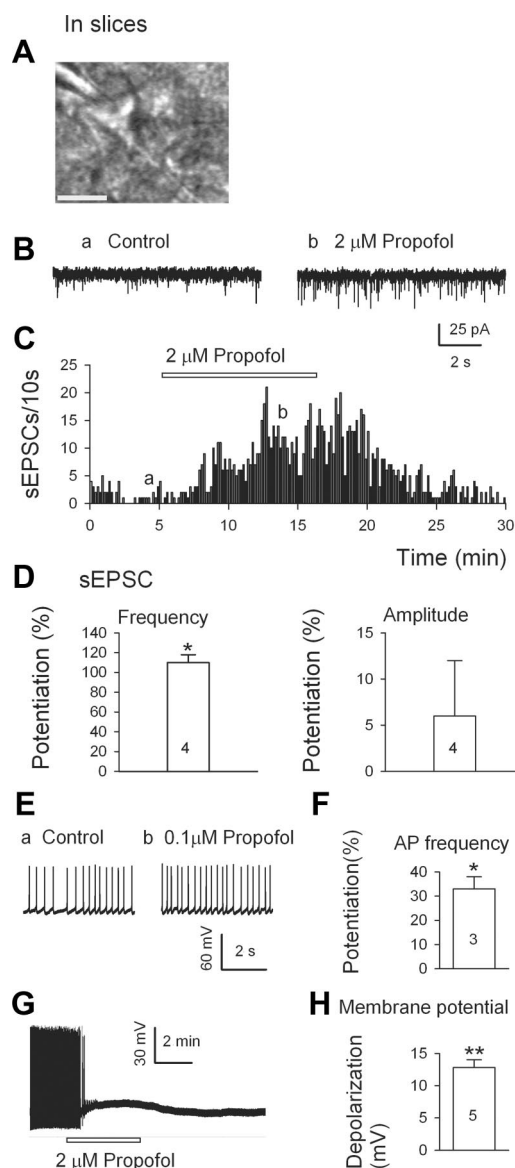 In slices
A
B
a Control
b 2 μM Propofol
25 pA
2 s
C
2 μM Propofol
sEPSCs/10s
25
20
15
10
5
0
a
b
0 5 10 15 20 25 30
Time (min)
D
sEPSC
Frequency
Potentiation (%)
140
120
100
80
60
40
20
0
*
4
Amplitude
Potentiation (%)
15
10
5
0
4
E
a Control
b 0.1μM Propofol
60 mV
2 s
F
AP frequency
Potentiation(%)
40
30
20
10
0
*
3
G
30 mV
2 min
2 μM Propofol
H
Membrane potential
Depolarization
(mV)
15
10
5
0
**
5